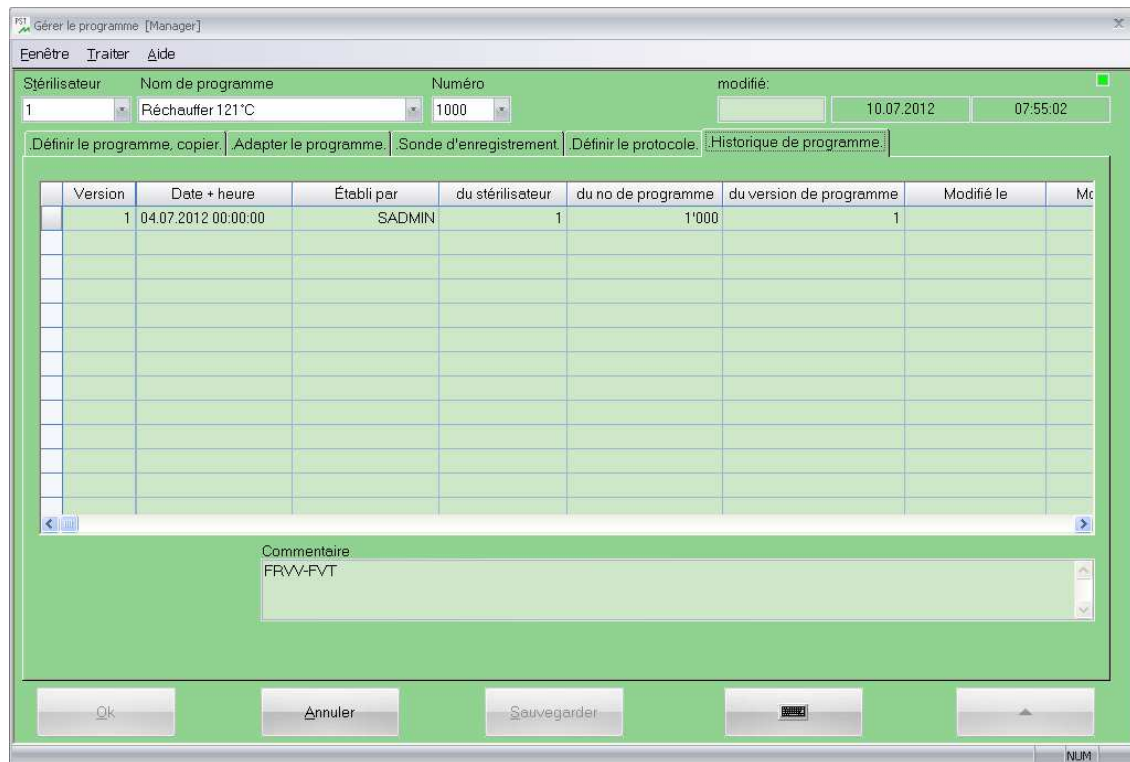 PST Gérer le programme [Manager]
Fenêtre Traiter Aide
Stérilisateur Nom de programme Numéro modifié:
1 Réchauffer 121°C 1000 10.07.2012 07:55:02
.Définir le programme, copier. .Adapter le programme. .Sonde d'enregistrement. .Définir le protocole. .Historique de programme.
Version Date + heure Établi par du stérilisateur du no de programme du version de programme Modifié le Mo
1 04.07.2012 00:00:00 SADMIN 1 1'000 1
Commentaire
FRVV-FVT
Ok Annuler Sauvegarder
NUM